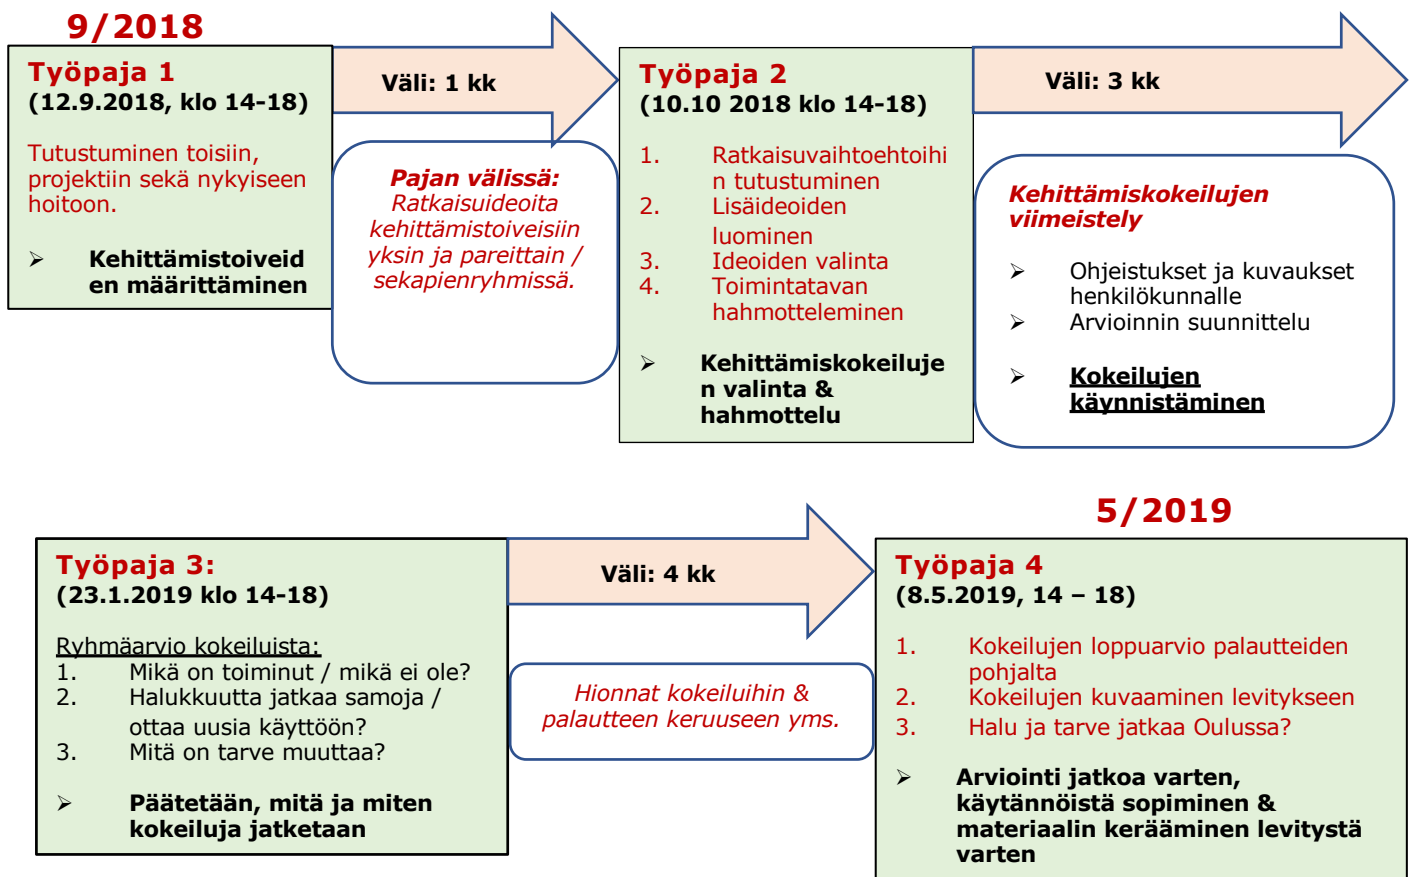 9/2018
Työpaja 1
(12.9.2018, klo 14-18)
Tutustuminen toisiin,
projektiin sekä nykyiseen
hoitoon.
➢ Kehittämistoiveid
en määrittäminen
Väli: 1 kk
Pajan välissä:
Ratkaisuideoita
kehittämistoiveisiin
yksin ja pareittain /
sekapienryhmissä.
Työpaja 2
(10.10 2018 klo 14-18)
1. Ratkaisuvaihtoehtoihi
n tutustuminen
2. Lisäideoiden
luominen
3. Ideoiden valinta
4. Toimintatavan
hahmotteleminen
➢ Kehittämiskokeiluje
n valinta &
hahmottelu
Väli: 3 kk
Kehittämiskokeilujen
viimeistely
➢ Ohjeistukset ja kuvaukset
henkilökunnalle
➢ Arvioinnin suunnittelu
➢ Kokeilujen
käynnistäminen
Työpaja 3:
(23.1.2019 klo 14-18)
Ryhmäarvio kokeiluista:
1. Mikä on toiminut / mikä ei ole?
2. Halukkuutta jatkaa samoja /
ottaa uusia käyttöön?
3. Mitä on tarve muuttaa?
➢ Päätetään, mitä ja miten
kokeiluja jatketaan
Väli: 4 kk
Hionnat kokeiluihin &
palautteen keruuseen yms.
5/2019
Työpaja 4
(8.5.2019, 14 – 18)
1. Kokeilujen loppuarvio palautteiden
pohjalta
2. Kokeilujen kuvaaminen levitykseen
3. Halu ja tarve jatkaa Oulussa?
➢ Arviointi jatkoa varten,
käytännöistä sopiminen &
materiaalin kerääminen levitystä
varten